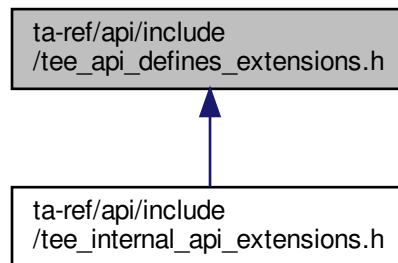 ta-ref/api/include
/tee_api_defines_extensions.h
ta-ref/api/include
/tee_internal_api_extensions.h